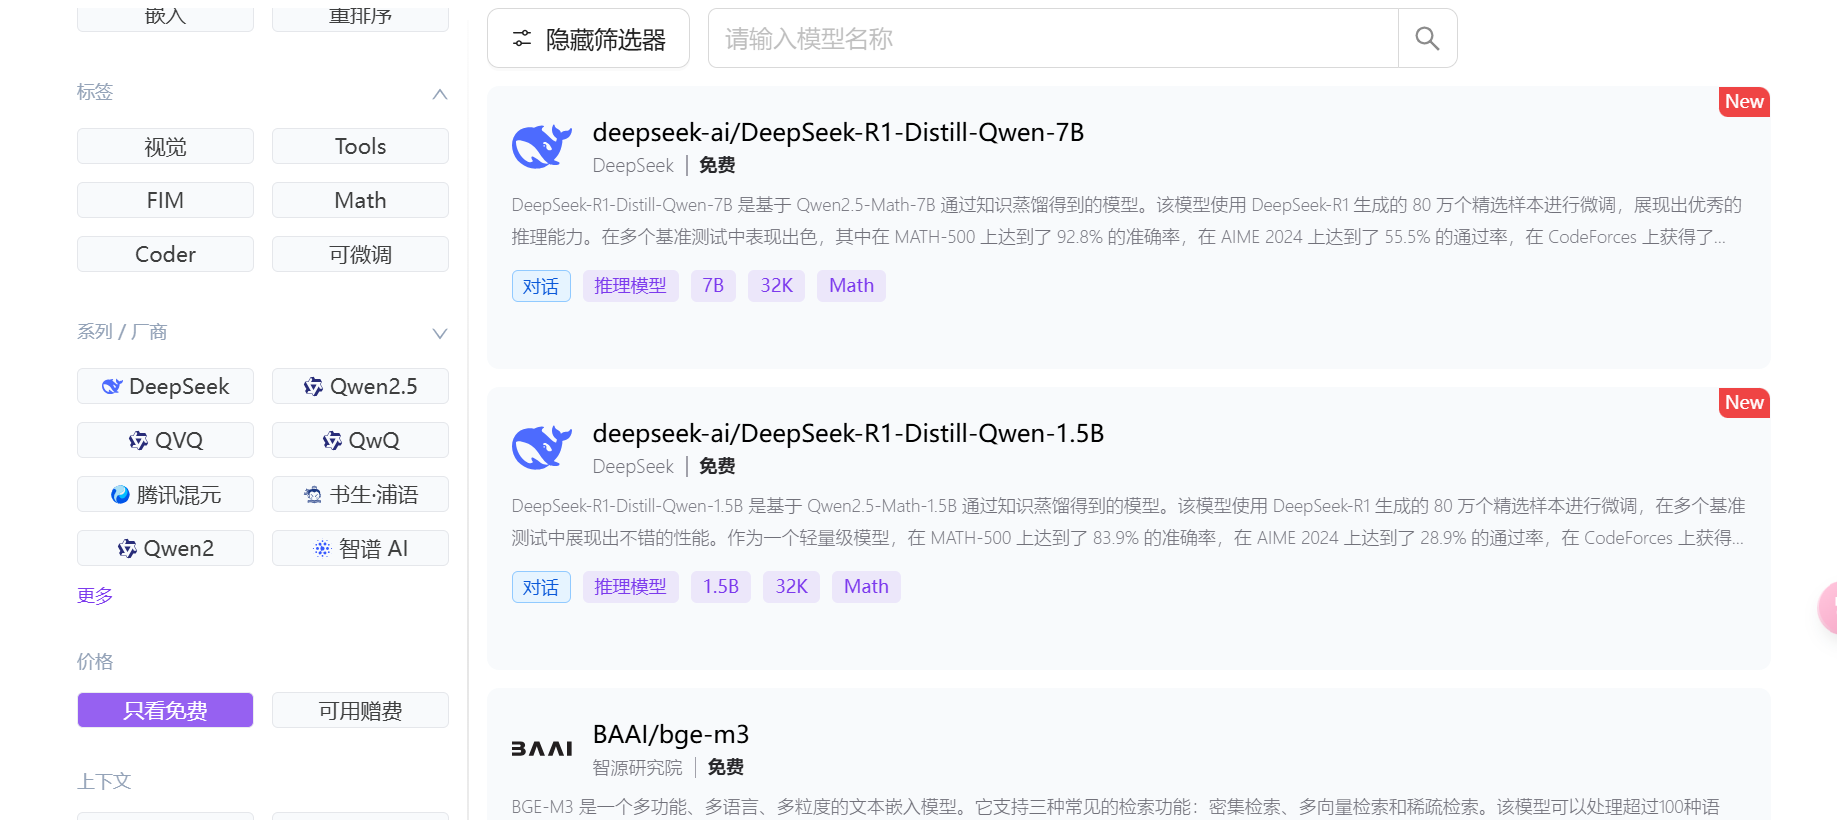 嵌入
重排序
标签
视觉
Tools
FIM
Math
Coder
可微调
系列 / 厂商
DeepSeek
Qwen2.5
QVQ
QwQ
腾讯混元
书生·浦语
Qwen2
智谱 AI
更多
价格
只看免费
可用赠费
上下文
隐藏筛选器
请输入模型名称
New
deepseek-ai/DeepSeek-R1-Distill-Qwen-7B
DeepSeek | 免费
DeepSeek-R1-Distill-Qwen-7B 是基于 Qwen2.5-Math-7B 通过知识蒸馏得到的模型。该模型使用 DeepSeek-R1 生成的 80 万个精选样本进行微调，展现出优秀的
推理能力。在多个基准测试中表现出色，其中在 MATH-500 上达到了 92.8% 的准确率，在 AIME 2024 上达到了 55.5% 的通过率，在 CodeForces 上获得了...
对话 推理模型 7B 32K Math
New
deepseek-ai/DeepSeek-R1-Distill-Qwen-1.5B
DeepSeek | 免费
DeepSeek-R1-Distill-Qwen-1.5B 是基于 Qwen2.5-Math-1.5B 通过知识蒸馏得到的模型。该模型使用 DeepSeek-R1 生成的 80 万个精选样本进行微调，在多个基准
测试中展现出不错的性能。作为一个轻量级模型，在 MATH-500 上达到了 83.9% 的准确率，在 AIME 2024 上达到了 28.9% 的通过率，在 CodeForces 上获得...
对话 推理模型 1.5B 32K Math
BAAI
BAAI/bge-m3
智源研究院 | 免费
BGE-M3 是一个多功能、多语言、多粒度的文本嵌入模型。它支持三种常见的检索功能：密集检索、多向量检索和稀疏检索。该模型可以处理超过100种语